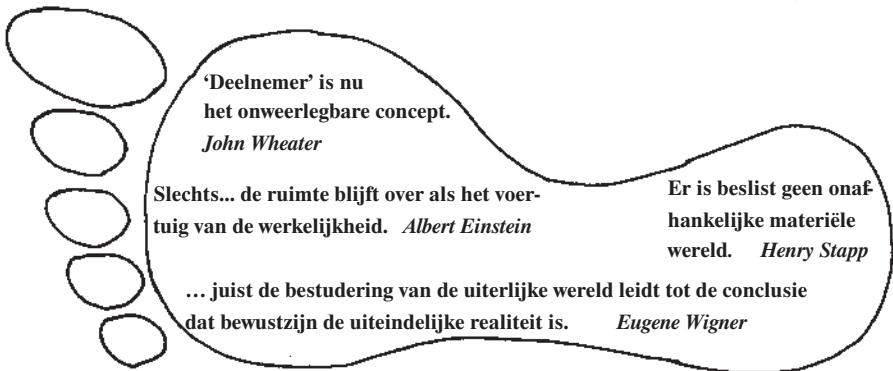 ‘Deelnemer’ is nu
het onweerlegbare concept.
John Wheater
Slechts... de ruimte blijft over als het voer-
tuig van de werkelijkheid. Albert Einstein
Er is beslist geen onaf-
hankelijke materiële
wereld. Henry Stapp
… juist de bestudering van de uiterlijke wereld leidt tot de conclusie
dat bewustzijn de uiteindelijke realiteit is. Eugene Wigner